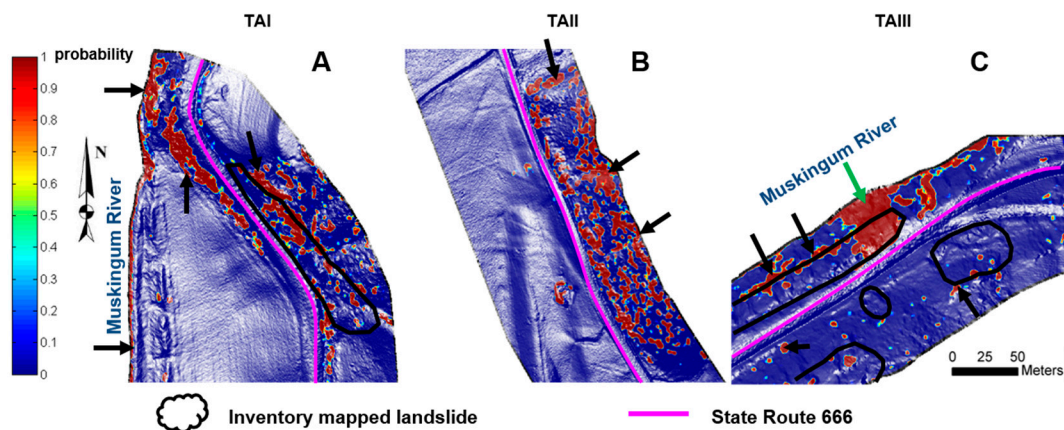 TAI
TAII
TAIII
probability
A
B
C
1
0.9
0.8
0.7
0.6
0.5
0.4
0.3
0.2
0.1
0
N
Muskingum River
Muskingum River
0 25 50
Meters
Inventory mapped landslide
State Route 666